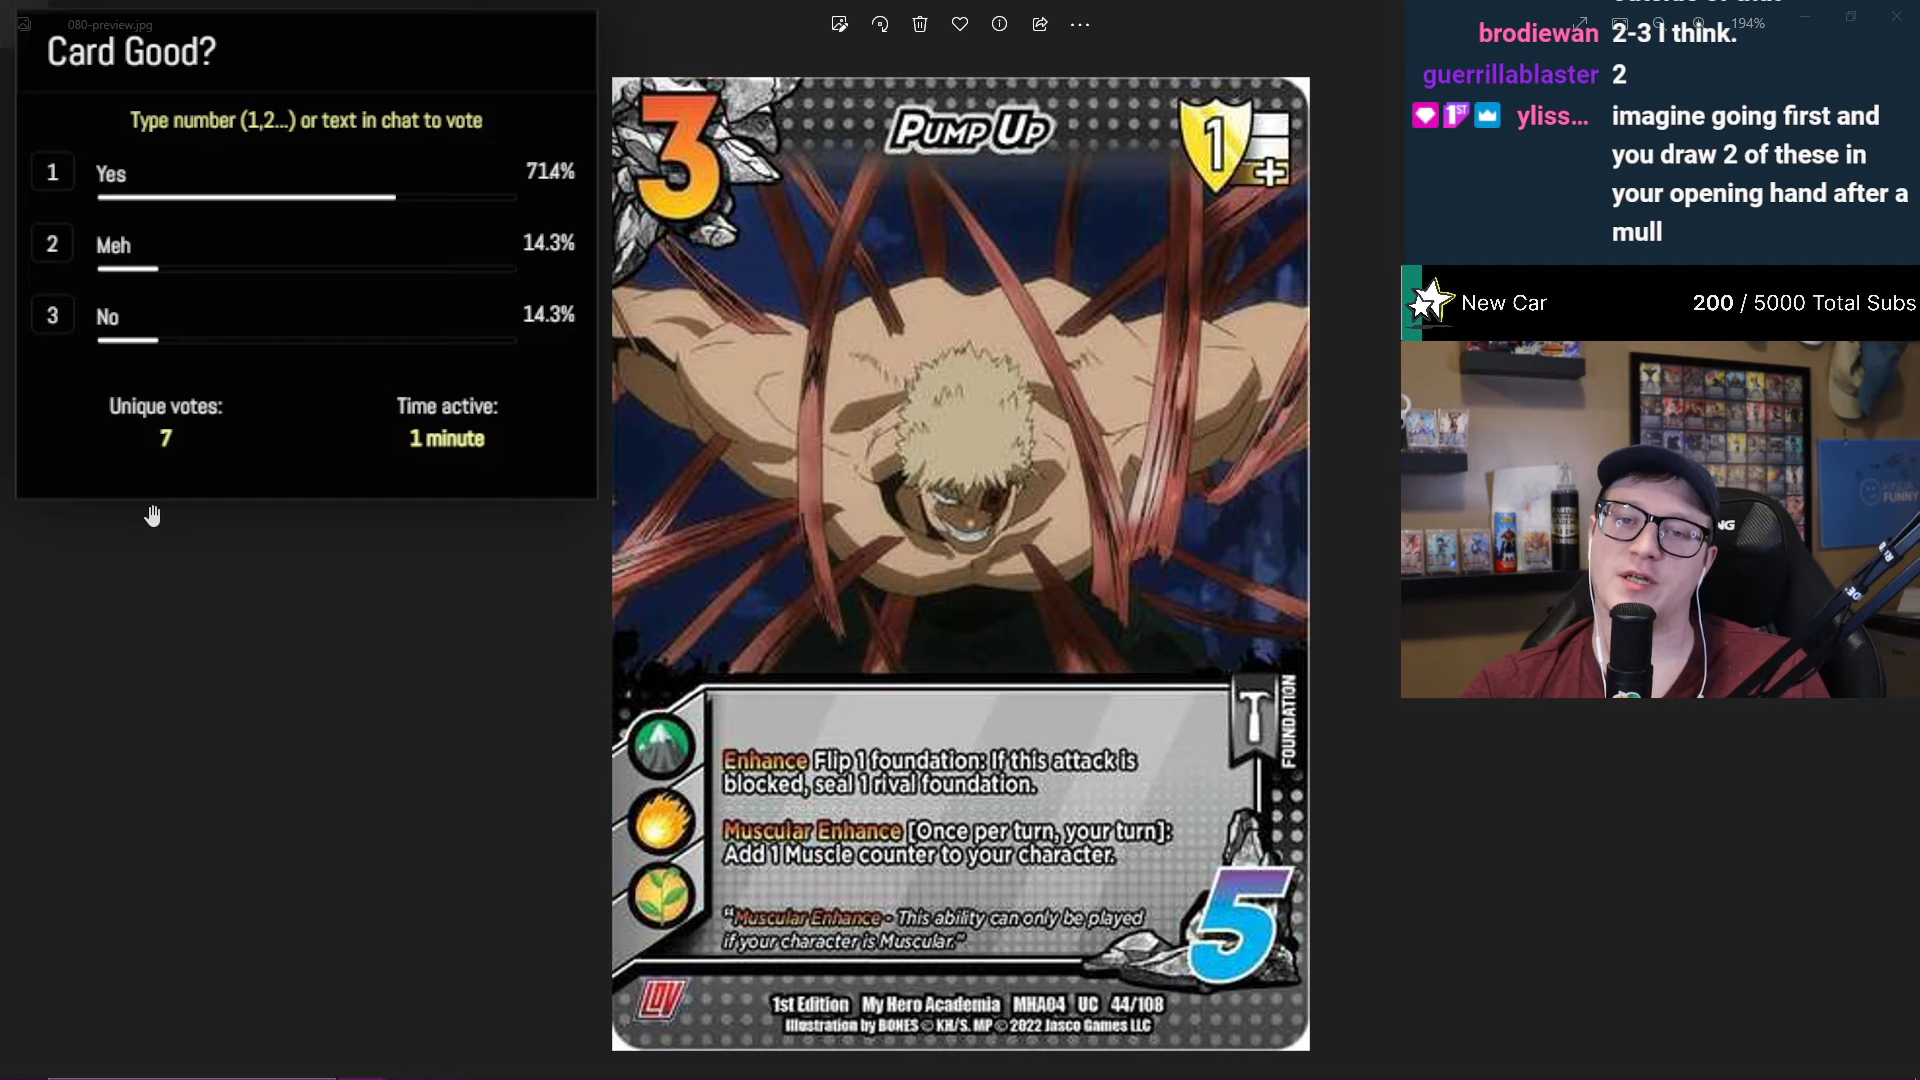 080-preview.jpg
194%
Card Good?
Type number (1,2...) or text in chat to vote
1 Yes 71.4%
2 Meh 14.3%
3 No 14.3%
Unique votes: Time active:
7 1 minute
3 PUMP UP 1 +
FOUNDATION
Enhance Flip 1 foundation: If this attack is
blocked, seal 1 rival foundation.
Muscular Enhance [Once per turn, your turn]:
Add 1 Muscle counter to your character.
"Muscular Enhance - This ability can only be played
if your character is Muscular."
5
LOV
1st Edition My Hero Academia MHA04 UC 44/108
Illustration by BONES © KH/S. MP © 2022 Jasco Games LLC
brodiewan 2-3 I think.
guerrillablaster 2
1ST yliss... imagine going first and
you draw 2 of these in
your opening hand after a
mull
New Car 200 / 5000 Total Subs
KINDA
FUNNY
NG